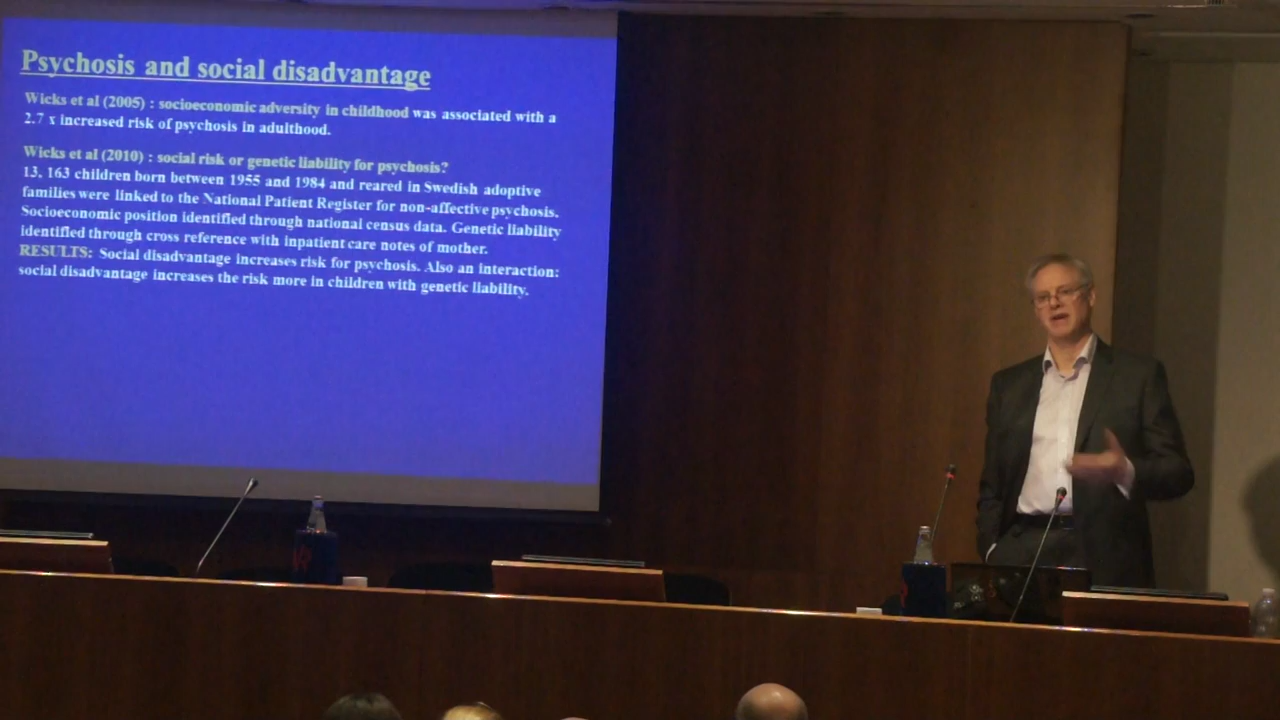 Psychosis and social disadvantage
Wicks et al (2005) : socioeconomic adversity in childhood was associated with a
2.7 x increased risk of psychosis in adulthood.
Wicks et al (2010) : social risk or genetic liability for psychosis?
13, 163 children born between 1955 and 1984 and reared in Swedish adoptive
families were linked to the National Patient Register for non-affective psychosis.
Socioeconomic position identified through national census data. Genetic liability
identified through cross reference with inpatient care notes of mother.
RESULTS: Social disadvantage increases risk for psychosis. Also an interaction:
social disadvantage increases the risk more in children with genetic liability.